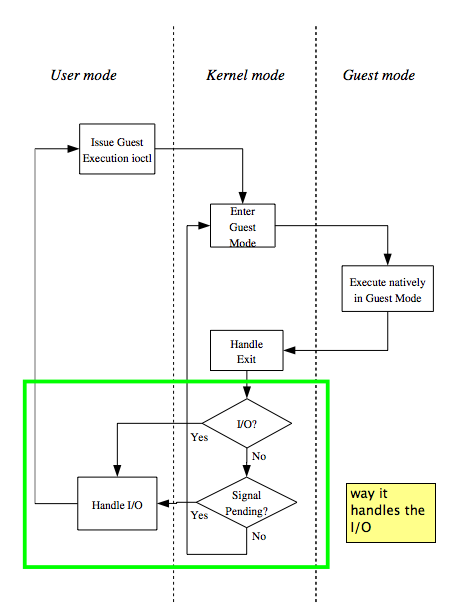 User mode
Kernel mode
Guest mode
Issue Guest
Execution ioctl
Enter
Guest
Mode
Execute natively
in Guest Mode
Handle
Exit
I/O?
Yes
No
Handle I/O
Signal
Pending?
Yes
No
way it
handles the
I/O